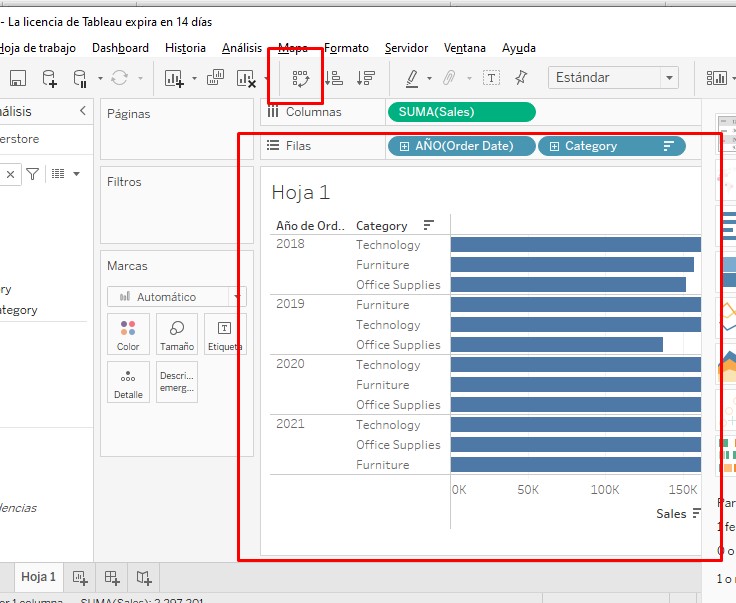 - La licencia de Tableau expira en 14 días
Hoja de trabajo Dashboard Historia Análisis Mapa Formato Servidor Ventana Ayuda
Estándar
nálisis
Páginas
Columnas
SUMA(Sales)
erstore
Filas
AÑO(Order Date)
Category
Filtros
Hoja 1
Año de Ord.. Category
2018 Technology
Furniture
Office Supplies
2019 Furniture
Technology
Office Supplies
2020 Technology
Furniture
Office Supplies
2021 Technology
Office Supplies
Furniture
0K 50K 100K 150K
Sales
Marcas
Automático
Color Tamaño Etiqueta
Detalle
Descri...
emerg...
ry
ategory
dencias
Par
1 fe
0 o
1 o
Hoja 1
r 1 columna SUMA(Sales): 2.297.201